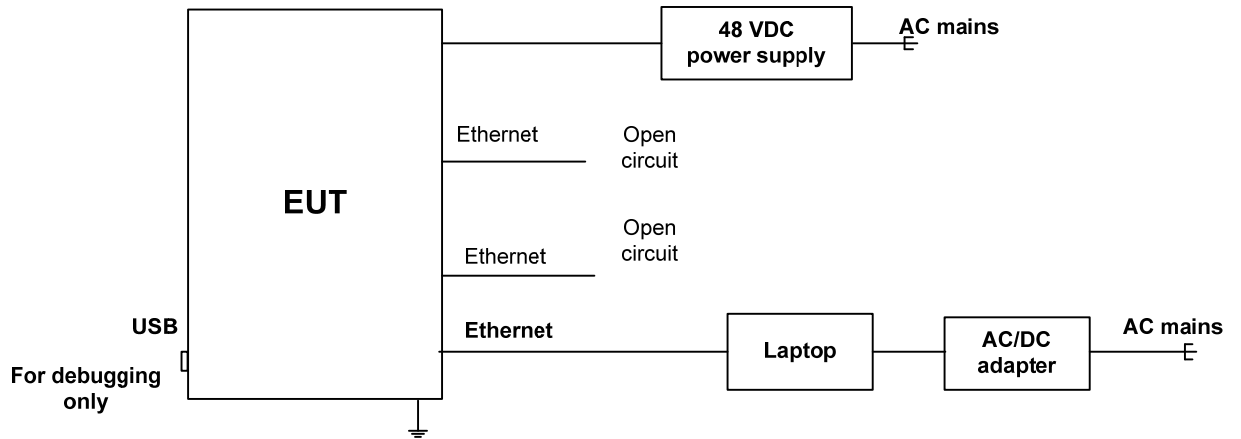 48 VDC
power supply
AC mains
Ethernet
Open
circuit
EUT
Ethernet
Open
circuit
USB
Ethernet
Laptop
AC/DC
adapter
AC mains
For debugging
only